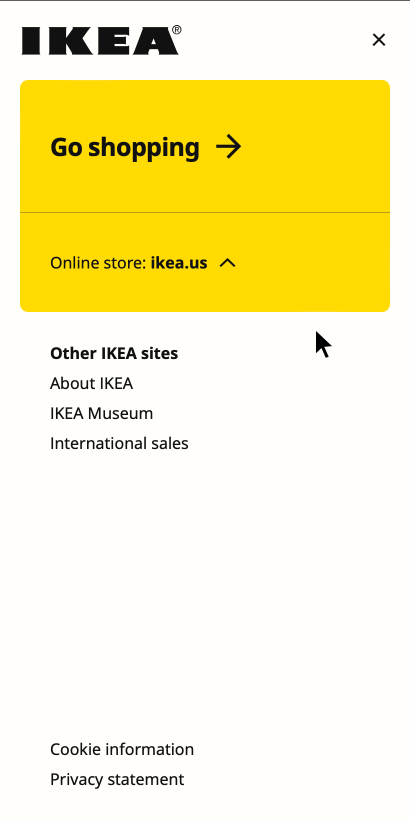 IKEA®
Go shopping
Online store: ikea.us
Other IKEA sites
About IKEA
IKEA Museum
International sales
Cookie information
Privacy statement